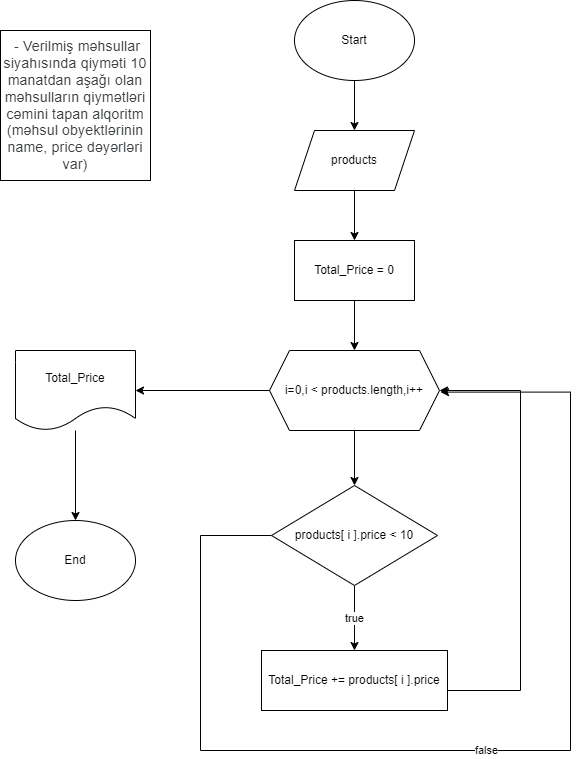 - Verilmiş məhsullar
siyahısında qiyməti 10
manatdan aşağı olan
məhsulların qiymətləri
cəmini tapan alqoritm
(məhsul obyektlərinin
name, price dəyərləri
var)
Start
products
Total_Price = 0
i=0,i < products.length,i++
Total_Price
products[ i ].price < 10
End
true
Total_Price += products[ i ].price
false